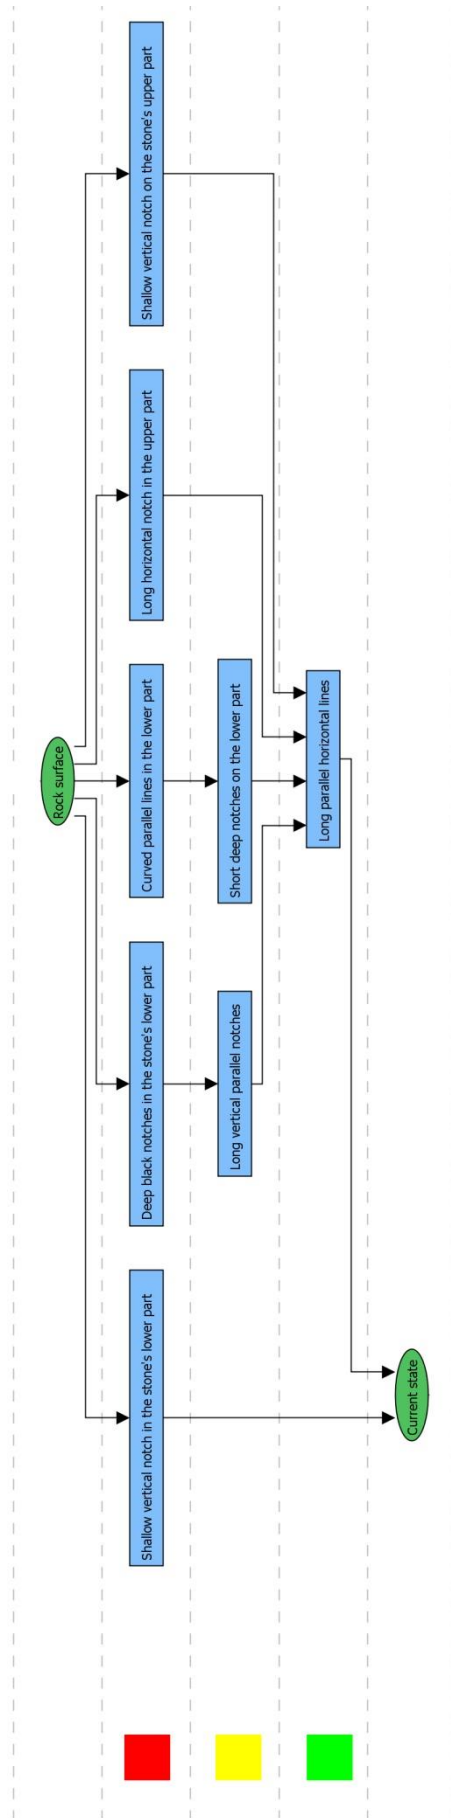 Rock surface
Shallow vertical notch in the stone's lower part
Deep black notches in the stone's lower part
Curved parallel lines in the lower part
Long horizontal notch in the upper part
Shallow vertical notch on the stone's upper part
Long vertical parallel notches
Short deep notches on the lower part
Long parallel horizontal lines
Current state